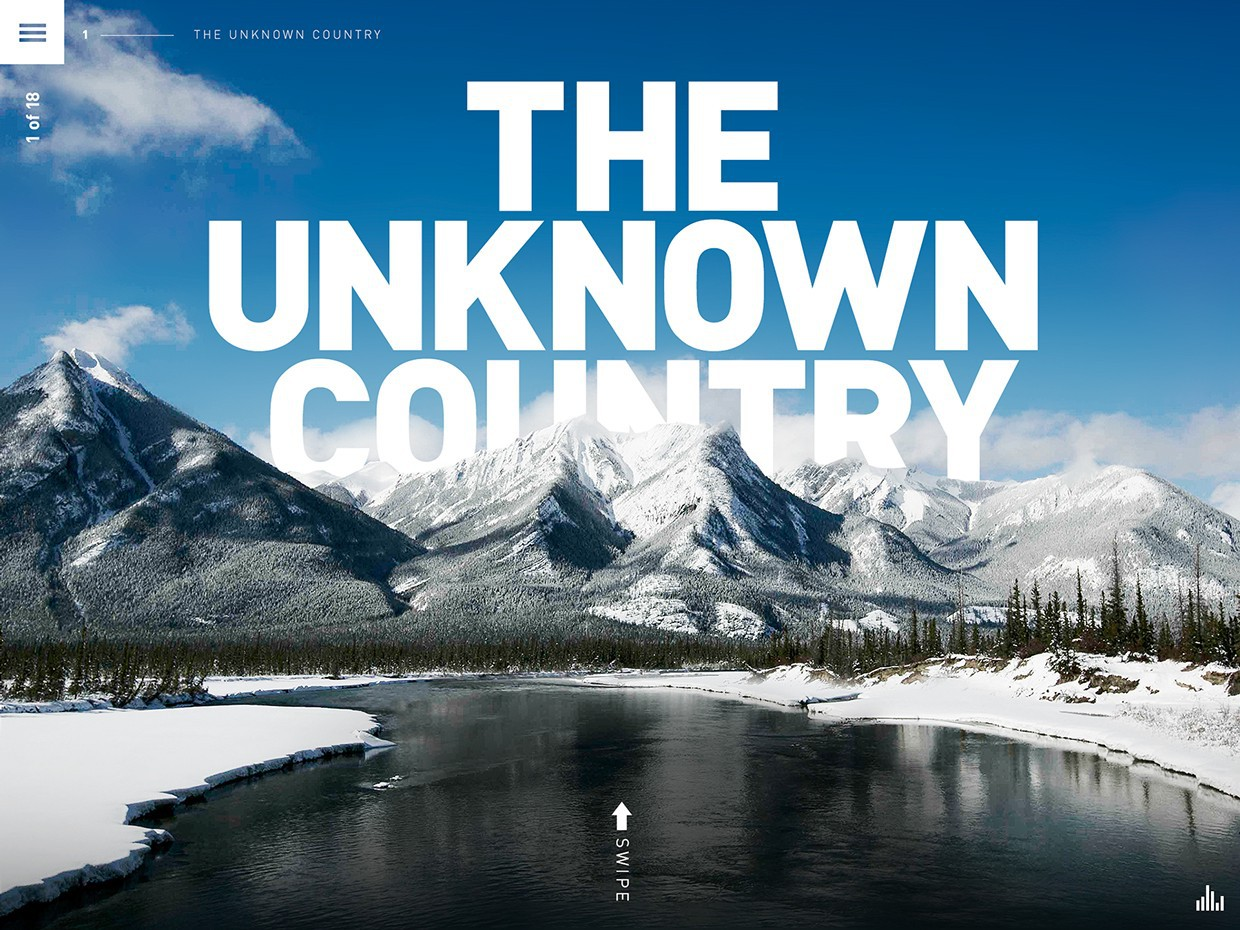 1 THE UNKNOWN COUNTRY
1 of 18
THE
UNKNOWN
COUNTRY
SWIPE